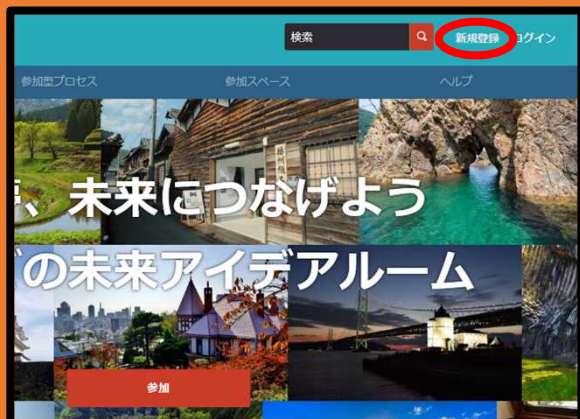 検索
新規登録 ログイン
参加型プロセス 参加スペース ヘルプ
、未来につなげよう
の未来アイデアルーム
参加